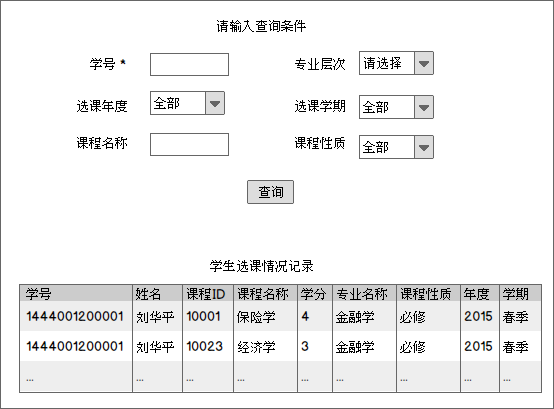 请输入查询条件
学号 * 专业层次 请选择
选课年度 全部 选课学期 全部
课程名称 课程性质 全部
查询
学生选课情况记录
学号 姓名 课程ID 课程名称 学分 专业名称 课程性质 年度 学期
1444001200001 刘华平 10001 保险学 4 金融学 必修 2015 春季
1444001200001 刘华平 10023 经济学 3 金融学 必修 2015 春季
... ... ... ... ... ... ... ... ...